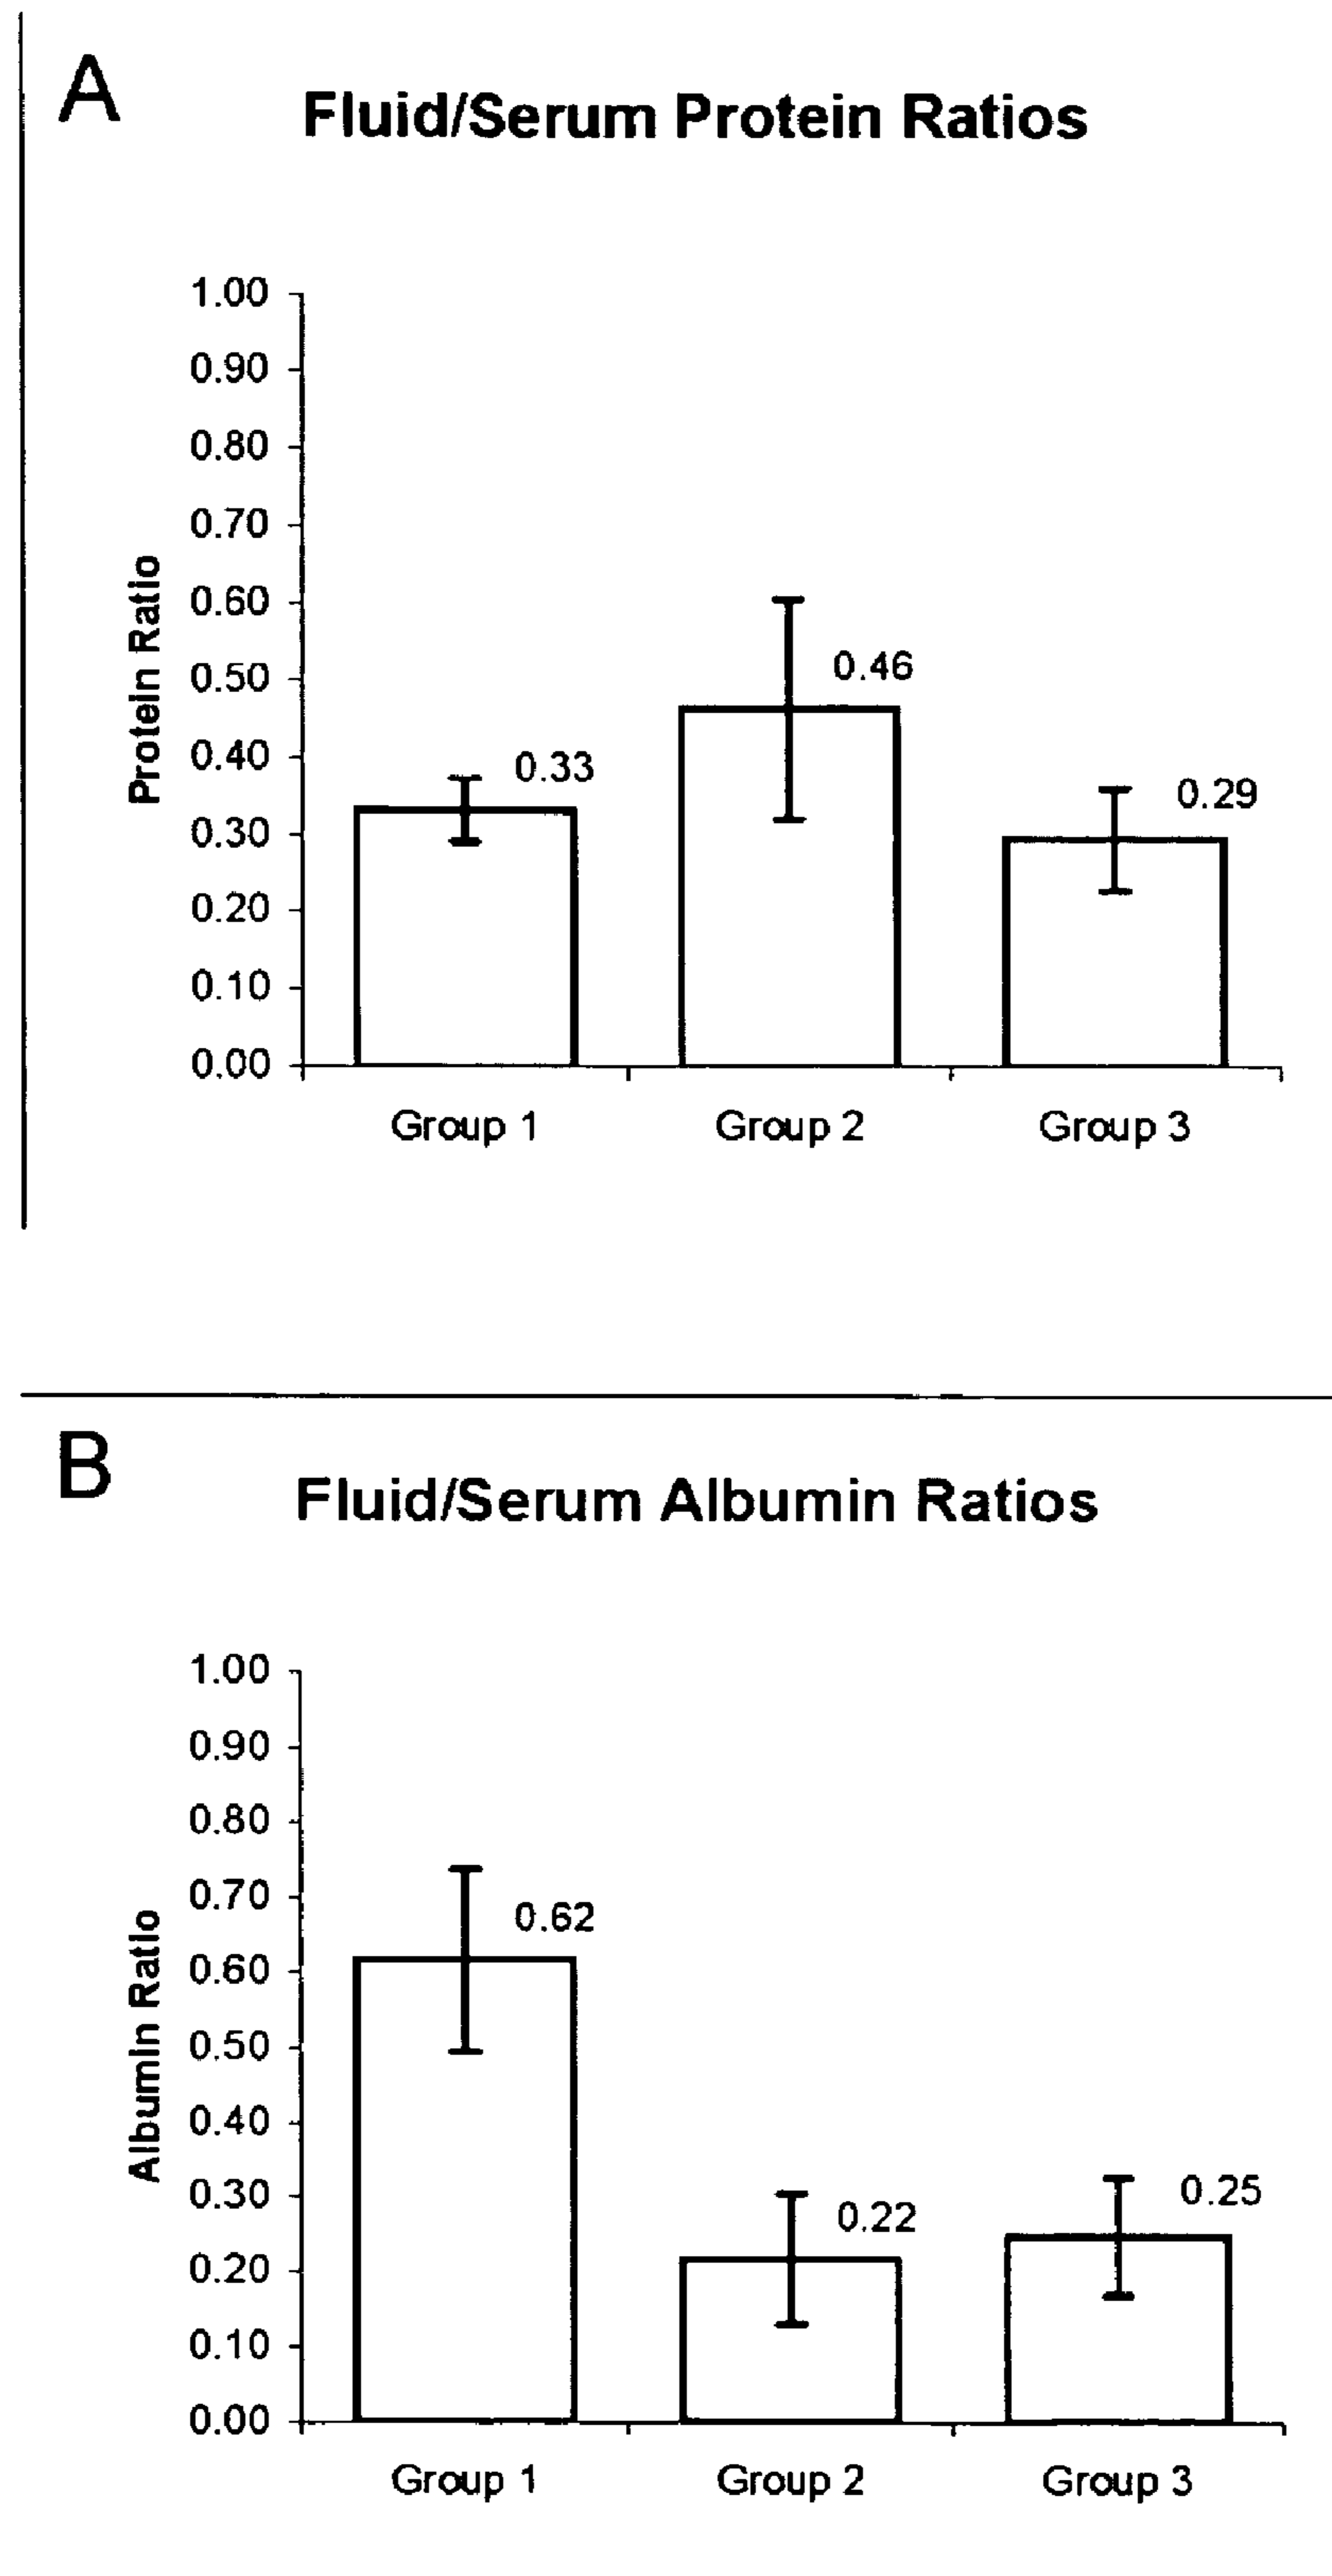 A
Fluid/Serum Protein Ratios
1.00
0.90
0.80
0.70
0.60
0.50
0.40
0.30
0.20
0.10
0.00
Protein Ratio
0.33
0.46
0.29
Group 1
Group 2
Group 3
B
Fluid/Serum Albumin Ratios
1.00
0.90
0.80
0.70
0.60
0.50
0.40
0.30
0.20
0.10
0.00
Albumin Ratio
0.62
0.22
0.25
Group 1
Group 2
Group 3